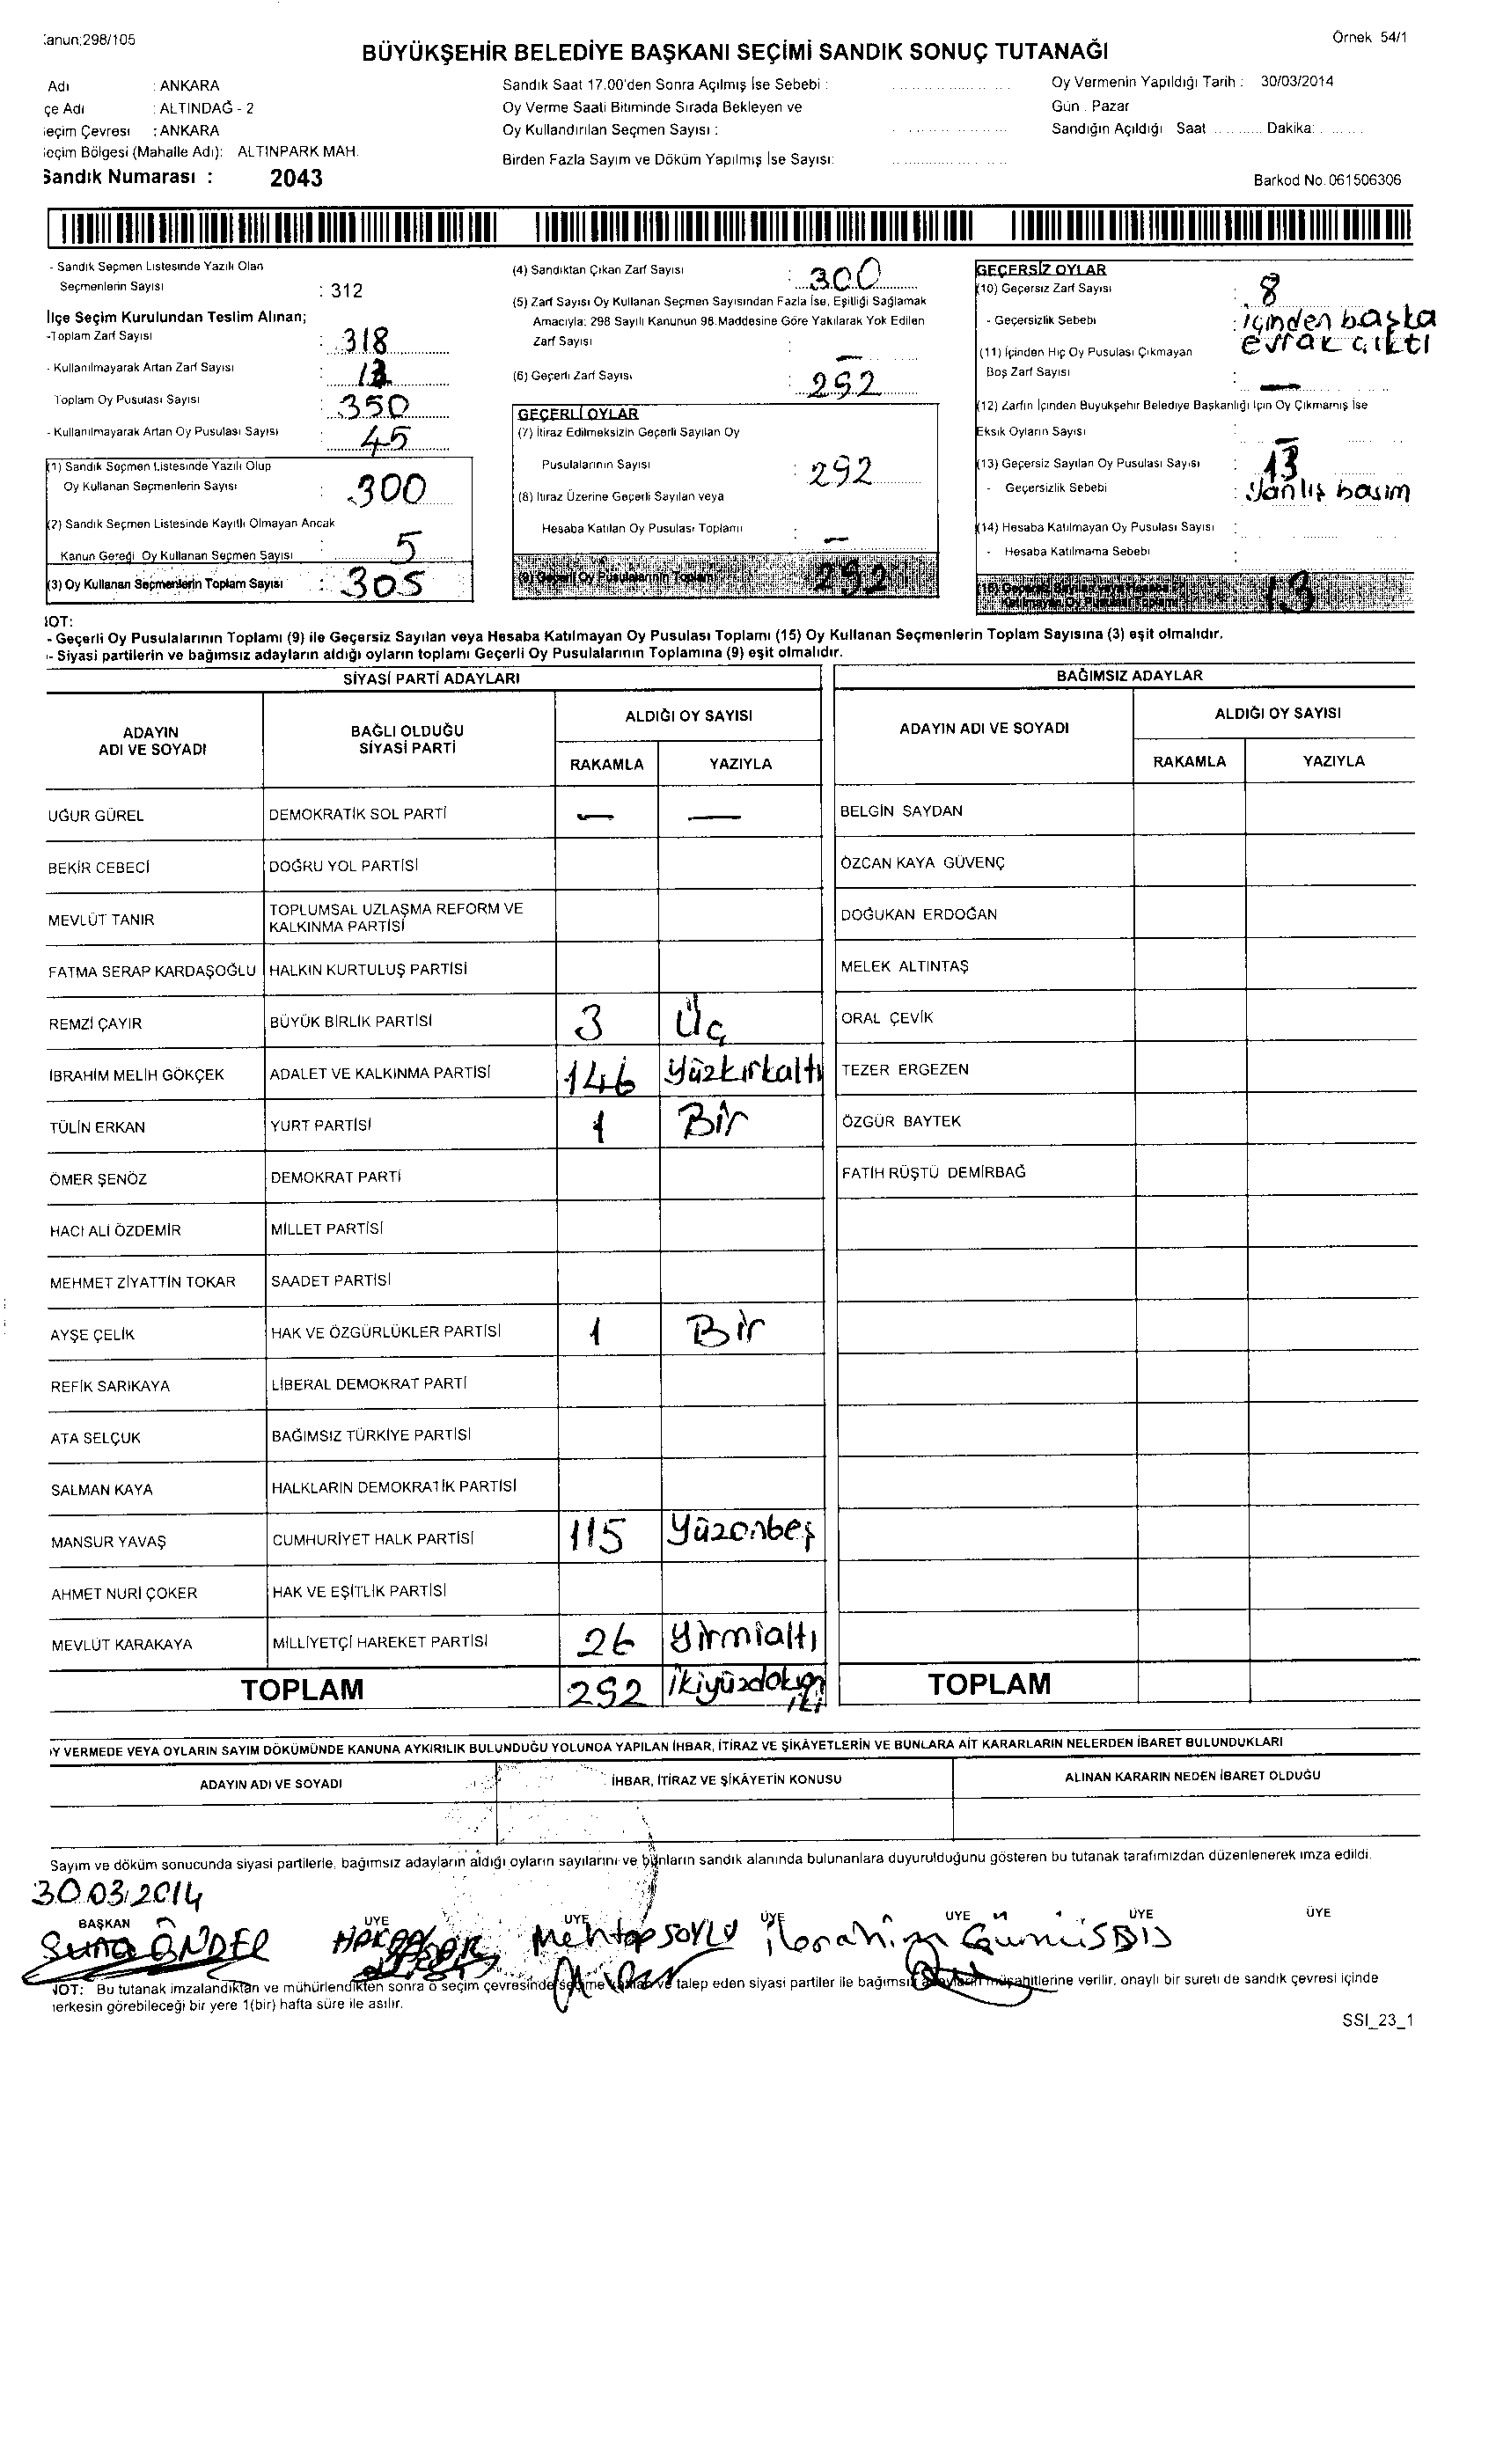 :anun;298/105
Örnek 54/1
BÜYÜKŞEHİR BELEDİYE BAŞKANI SEÇİMİ SANDIK SONUÇ TUTANAĞI
Adı : ANKARA
çe Adı : ALTINDAĞ - 2
eçim Çevresi : ANKARA
eçim Bölgesi (Mahalle Adı): ALTINPARK MAH.
Sandık Numarası : 2043
Sandık Saat 17.00'den Sonra Açılmış İse Sebebi :
Oy Verme Saati Bitiminde Sırada Bekleyen ve
Oy Kullandırılan Seçmen Sayısı :
Birden Fazla Sayım ve Döküm Yapılmış İse Sayısı:
Oy Vermenin Yapıldığı Tarih : 30/03/2014
Gün . Pazar
Sandığın Açıldığı Saat ........... Dakika: ........
Barkod No.061506306
- Sandık Seçmen Listesinde Yazılı Olan
Seçmenlerin Sayısı : 312
İlçe Seçim Kurulundan Teslim Alınan;
-Toplam Zarf Sayısı : 318
- Kullanılmayarak Artan Zarf Sayısı : 13
Toplam Oy Pusulası Sayısı : 350
- Kullanılmayarak Artan Oy Pusulası Sayısı : 45
(1) Sandık Seçmen Listesinde Yazılı Olup
Oy Kullanan Seçmenlerin Sayısı : 300
(2) Sandık Seçmen Listesinde Kayıtlı Olmayan Ancak
Kanun Gereği Oy Kullanan Seçmen Sayısı : 5
(3) Oy Kullanan Seçmenlerin Toplam Sayısı : 305
(4) Sandıktan Çıkan Zarf Sayısı : 300
(5) Zarf Sayısı Oy Kullanan Seçmen Sayısından Fazla İse, Eşitliği Sağlamak
Amacıyla: 298 Sayılı Kanunun 98.Maddesine Göre Yakılarak Yok Edilen
Zarf Sayısı : —
(6) Geçerli Zarf Sayısı : 292
GEÇERLİ OYLAR
(7) İtiraz Edilmeksizin Geçerli Sayılan Oy
Pusulalarının Sayısı : 292
(8) İtiraz Üzerine Geçerli Sayılan veya
Hesaba Katılan Oy Pusulası Toplamı : —
(9) Geçerli Oy Pusulalarının Toplamı 292
GEÇERSİZ OYLAR
(10) Geçersiz Zarf Sayısı : 8
- Geçersizlik Sebebi : içinden başka
evrak çıktı
(11) İçinden Hiç Oy Pusulası Çıkmayan
Boş Zarf Sayısı : —
(12) Zarfın İçinden Büyükşehir Belediye Başkanlığı İçin Oy Çıkmamış İse
Eksik Oyların Sayısı : —
(13) Geçersiz Sayılan Oy Pusulası Sayısı : 13
- Geçersizlik Sebebi : Yanlış basım
(14) Hesaba Katılmayan Oy Pusulası Sayısı :
- Hesaba Katılmama Sebebi :
(15) Geçersiz Sayılan veya Hesaba
Katılmayan Oy Pusulası Toplamı 13
NOT:
- Geçerli Oy Pusulalarının Toplamı (9) ile Geçersiz Sayılan veya Hesaba Katılmayan Oy Pusulası Toplamı (15) Oy Kullanan Seçmenlerin Toplam Sayısına (3) eşit olmalıdır.
- Siyasi partilerin ve bağımsız adayların aldığı oyların toplamı Geçerli Oy Pusulalarının Toplamına (9) eşit olmalıdır.
SİYASİ PARTİ ADAYLARI
ADAYIN
ADI VE SOYADI
BAĞLI OLDUĞU
SİYASİ PARTİ
ALDIĞI OY SAYISI
RAKAMLA YAZIYLA
BAĞIMSIZ ADAYLAR
ADAYIN ADI VE SOYADI
ALDIĞI OY SAYISI
RAKAMLA YAZIYLA
UĞUR GÜREL DEMOKRATİK SOL PARTİ — — BELGİN SAYDAN
BEKİR CEBECİ DOĞRU YOL PARTİSİ ÖZCAN KAYA GÜVENÇ
MEVLÜT TANIR TOPLUMSAL UZLAŞMA REFORM VE
KALKINMA PARTİSİ DOĞUKAN ERDOĞAN
FATMA SERAP KARDAŞOĞLU HALKIN KURTULUŞ PARTİSİ MELEK ALTINTAŞ
REMZİ ÇAYIR BÜYÜK BİRLİK PARTİSİ 3 Üç ORAL ÇEVİK
İBRAHİM MELİH GÖKÇEK ADALET VE KALKINMA PARTİSİ 146 Yüzkırkaltı TEZER ERGEZEN
TÜLİN ERKAN YURT PARTİSİ 1 Bir ÖZGÜR BAYTEK
ÖMER ŞENÖZ DEMOKRAT PARTİ FATİH RÜŞTÜ DEMİRBAĞ
HACI ALİ ÖZDEMİR MİLLET PARTİSİ
MEHMET ZİYATTİN TOKAR SAADET PARTİSİ
AYŞE ÇELİK HAK VE ÖZGÜRLÜKLER PARTİSİ 1 Bir
REFİK SARIKAYA LİBERAL DEMOKRAT PARTİ
ATA SELÇUK BAĞIMSIZ TÜRKİYE PARTİSİ
SALMAN KAYA HALKLARIN DEMOKRATİK PARTİSİ
MANSUR YAVAŞ CUMHURİYET HALK PARTİSİ 115 Yüzonbeş
AHMET NURİ ÇOKER HAK VE EŞİTLİK PARTİSİ
MEVLÜT KARAKAYA MİLLİYETÇİ HAREKET PARTİSİ 26 Yirmialtı
TOPLAM 292 ikiyüzdoksan iki TOPLAM
Y VERMEDE VEYA OYLARIN SAYIM DÖKÜMÜNDE KANUNA AYKIRILIK BULUNDUĞU YOLUNDA YAPILAN İHBAR, İTİRAZ VE ŞİKÂYETLERİN VE BUNLARA AİT KARARLARIN NELERDEN İBARET BULUNDUKLARI
ADAYIN ADI VE SOYADI İHBAR, İTİRAZ VE ŞİKÂYETİN KONUSU ALINAN KARARIN NEDEN İBARET OLDUĞU
Sayım ve döküm sonucunda siyasi partilerle, bağımsız adayların aldığı oyların sayılarını ve bunların sandık alanında bulunanlara duyurulduğunu gösteren bu tutanak tarafımızdan düzenlenerek imza edildi.
30.03.2014
BAŞKAN ÜYE ÜYE ÜYE ÜYE ÜYE ÜYE
Suna ÖNDEL Mehtap SOYLU İbrahim
NOT: Bu tutanak imzalandıktan ve mühürlendikten sonra o seçim çevresinde seçime katılan ve talep eden siyasi partiler ile bağımsız adayların müşahitlerine verilir, onaylı bir sureti de sandık çevresi içinde
herkesin görebileceği bir yere 1(bir) hafta süre ile asılır.
SSI_23_1